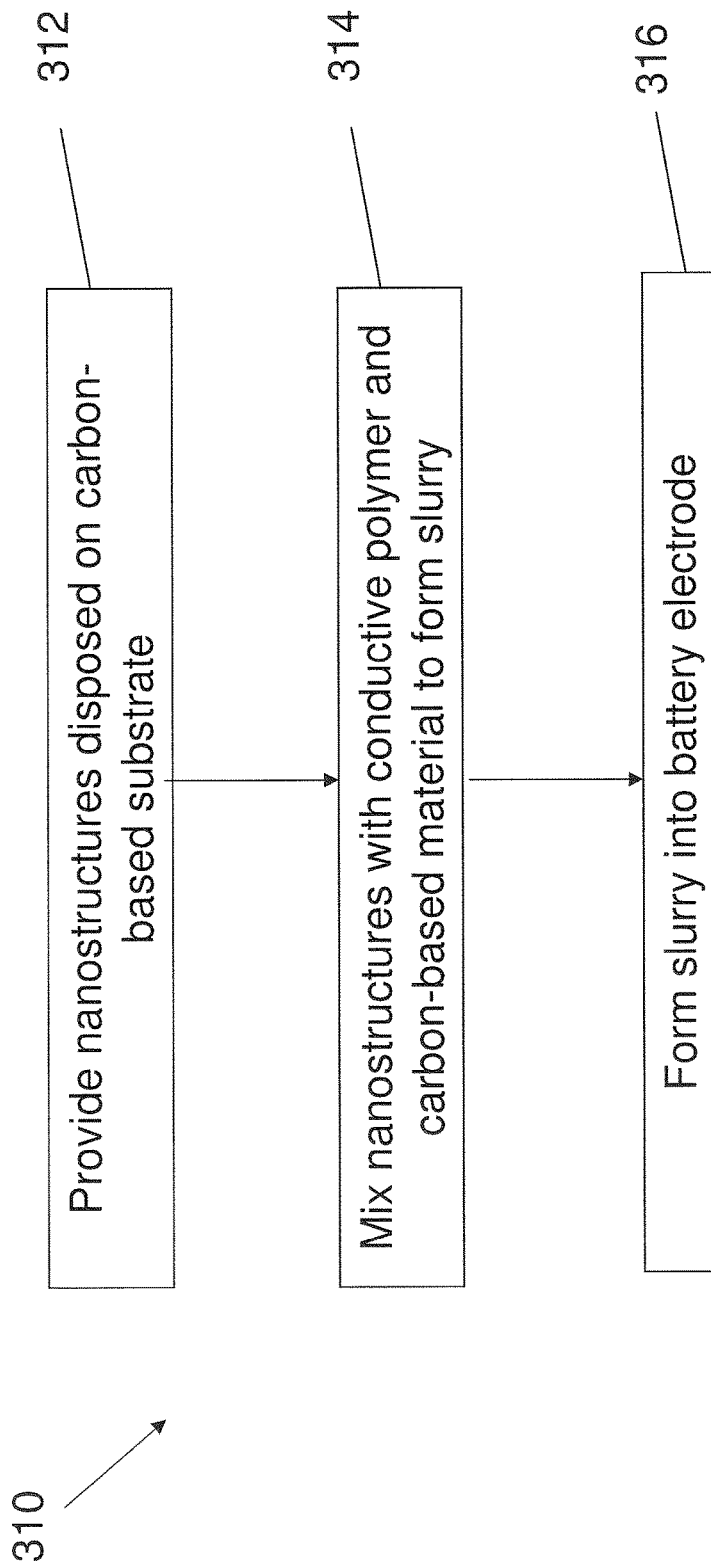 310
Provide nanostructures disposed on carbon-
based substrate
312
Mix nanostructures with conductive polymer and
carbon-based material to form slurry
314
Form slurry into battery electrode
316